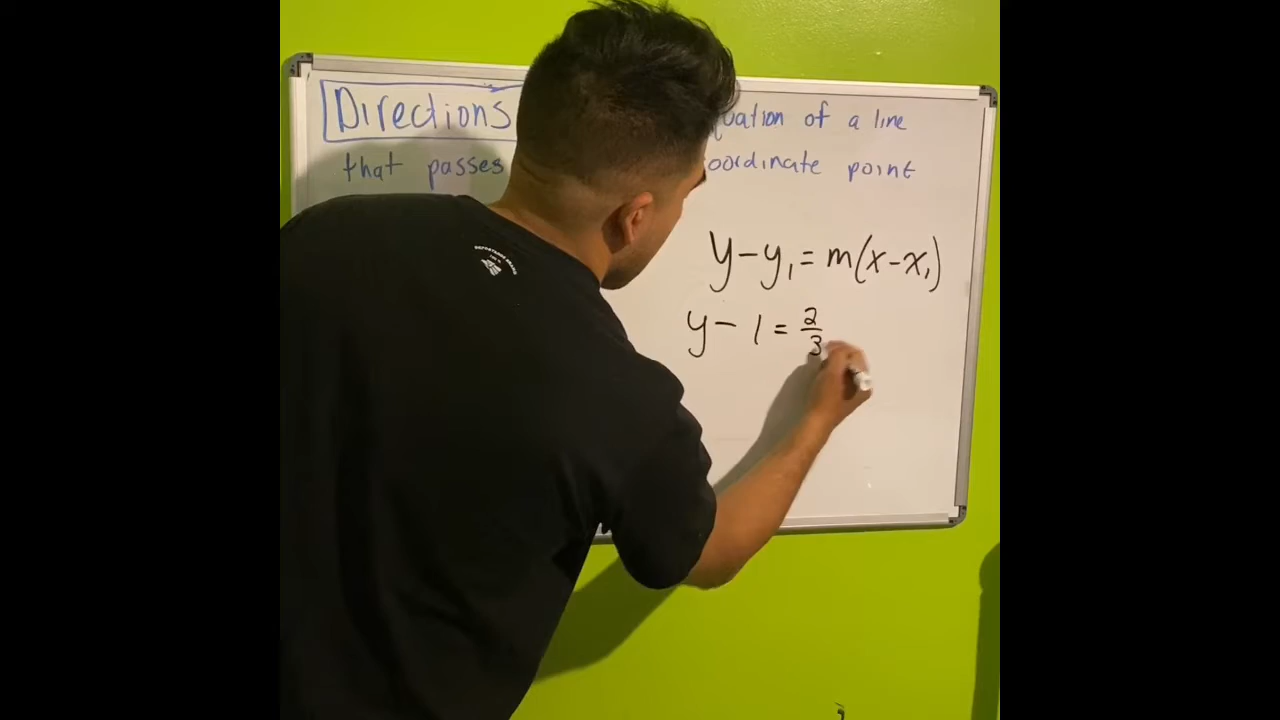 Directions
uation of a line
that passes
oordinate point
y - y₁ = m(x - x₁)
y - 1 = 2/3